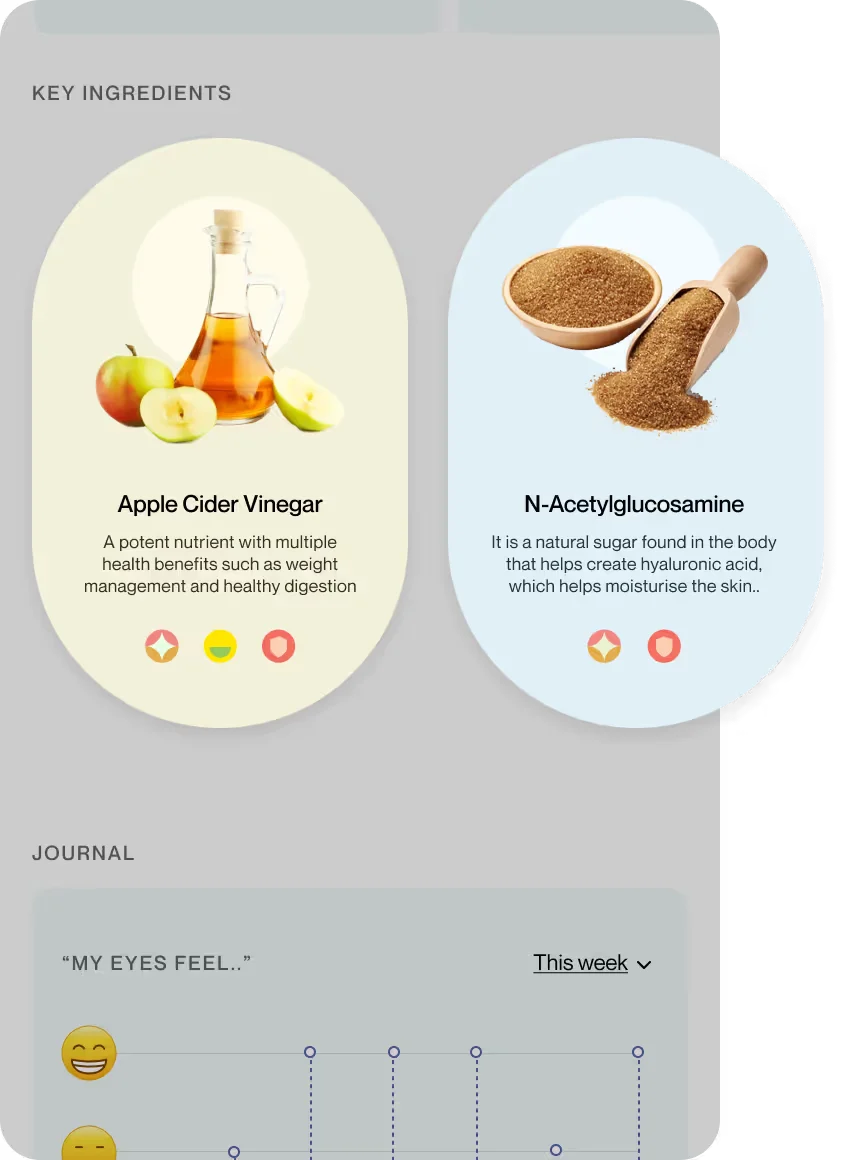 KEY INGREDIENTS
Apple Cider Vinegar
A potent nutrient with multiple
health benefits such as weight
management and healthy digestion
N-Acetylglucosamine
It is a natural sugar found in the body
that helps create hyaluronic acid,
which helps moisturise the skin..
JOURNAL
“MY EYES FEEL..”
This week